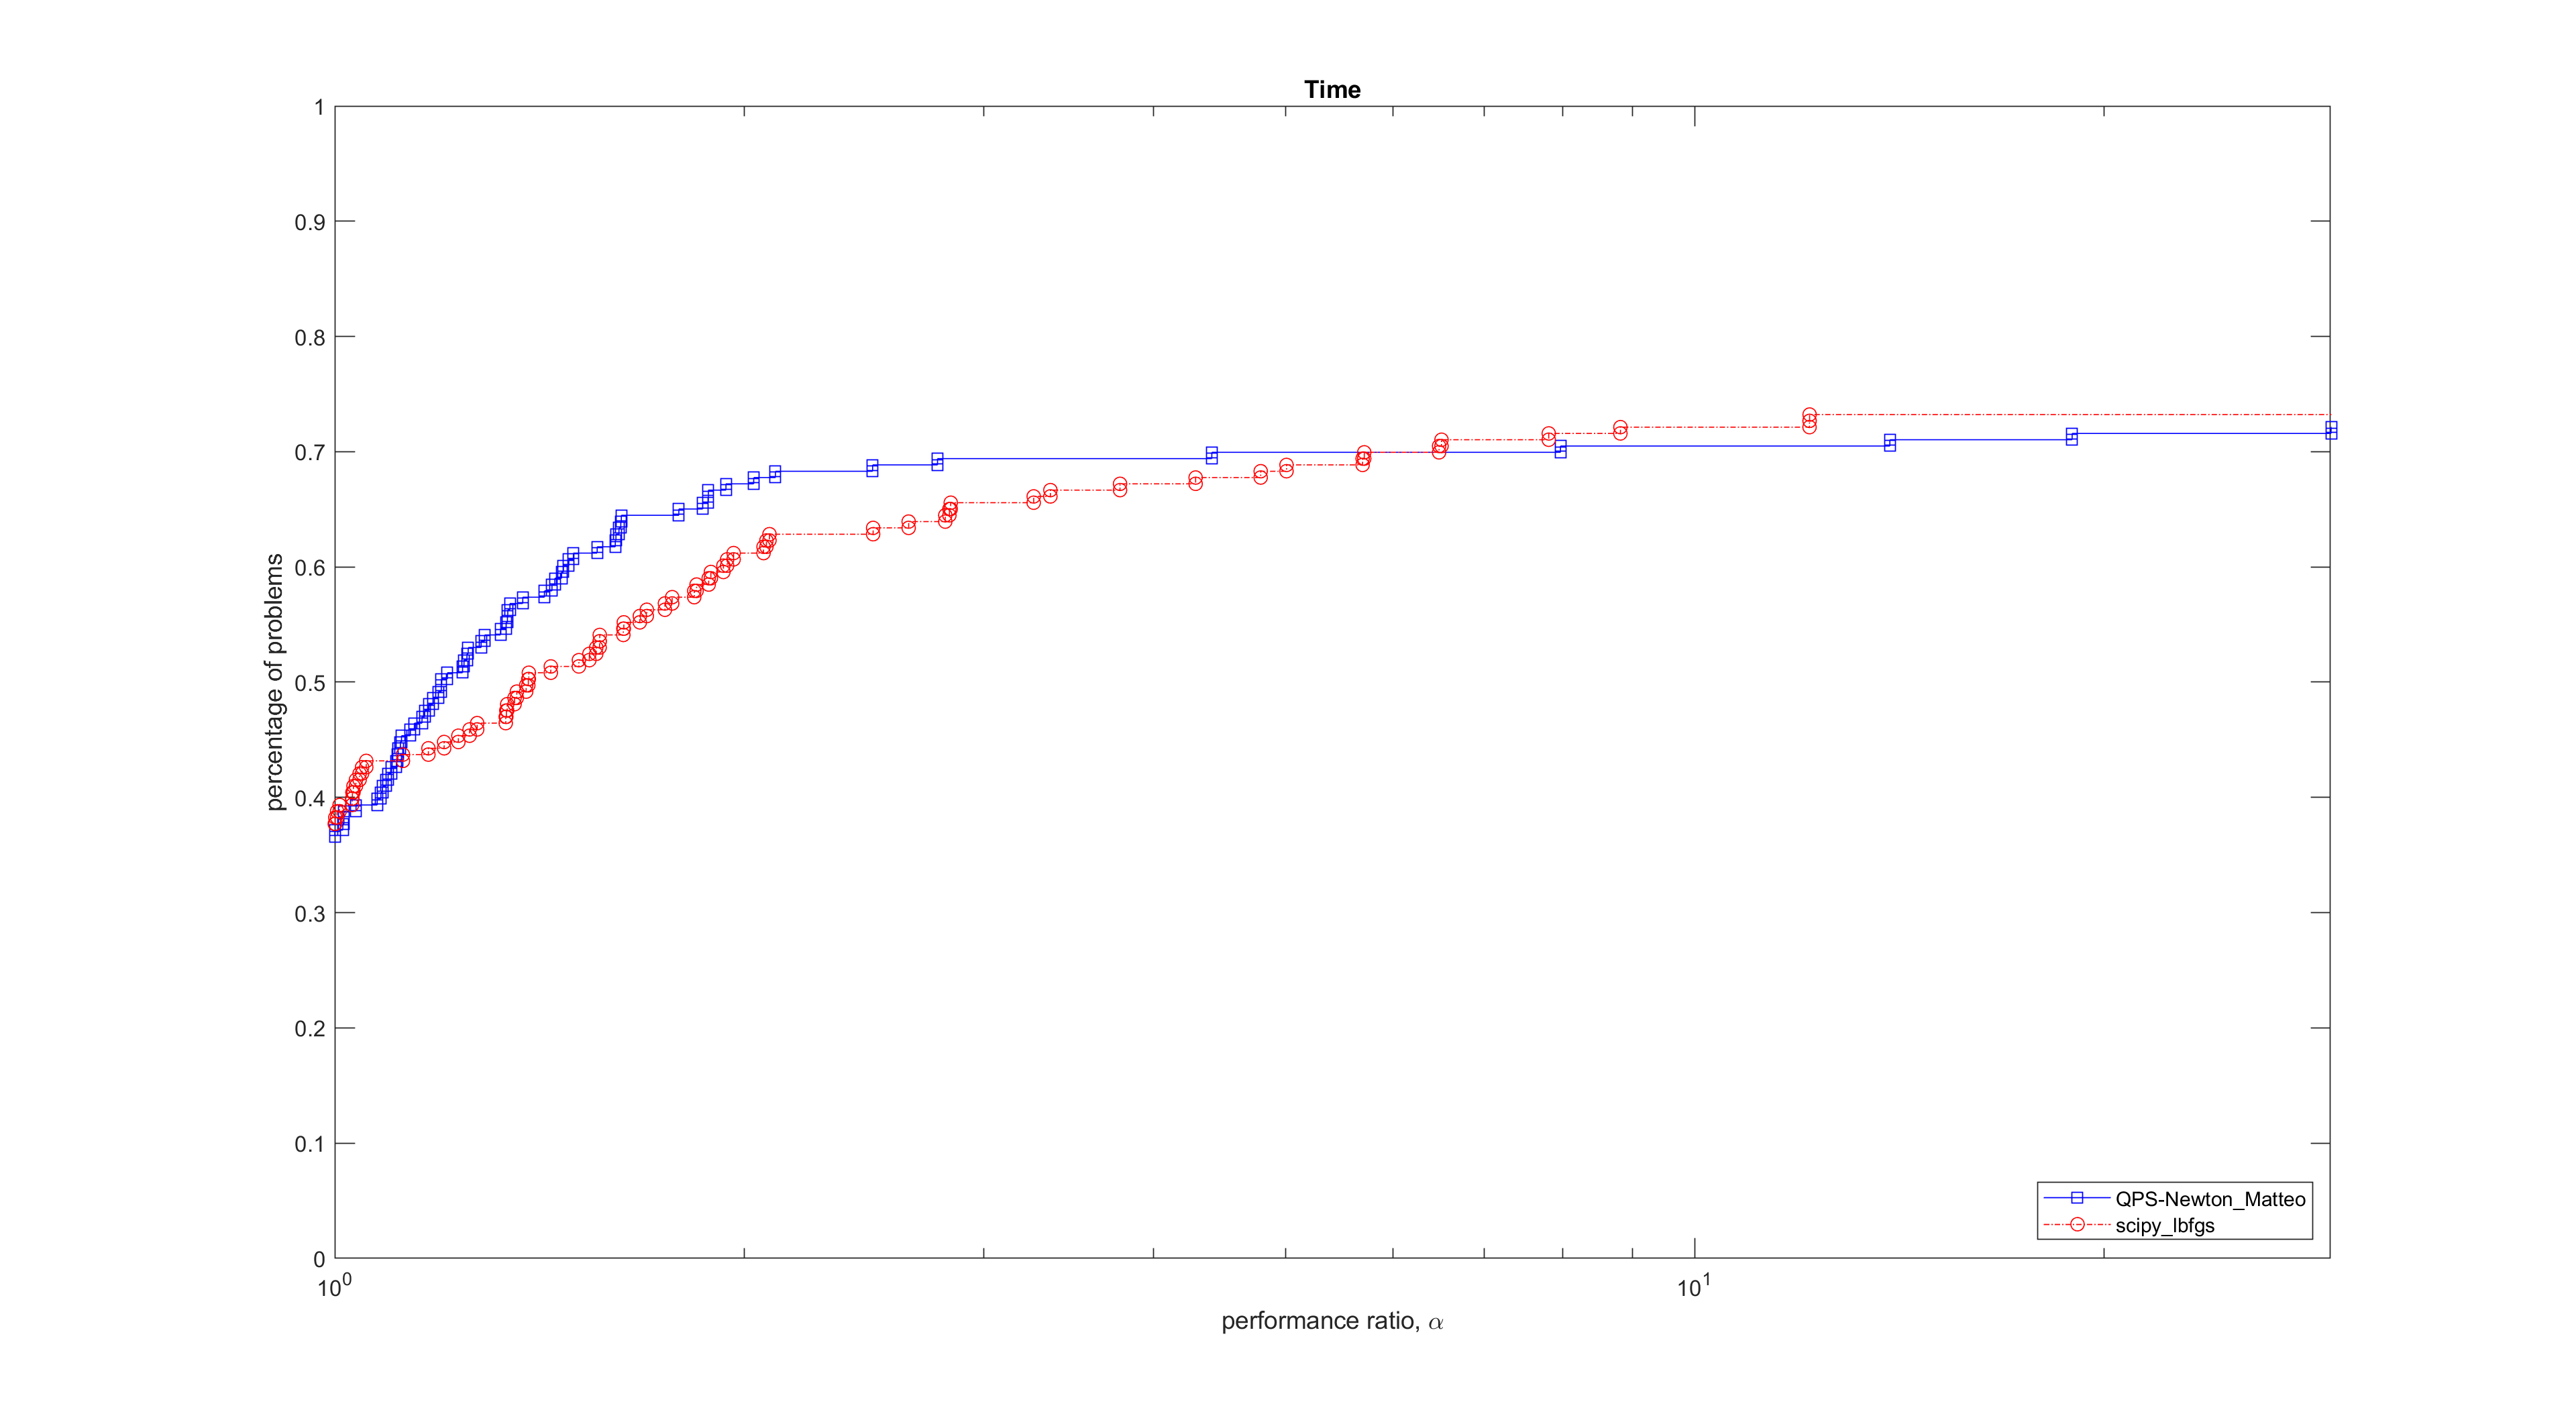 Time
1
0.9
0.8
0.7
0.6
0.5
0.4
0.3
0.2
0.1
0
percentage of problems
10^0
10^1
performance ratio, α
QPS-Newton_Matteo
scipy_lbfgs